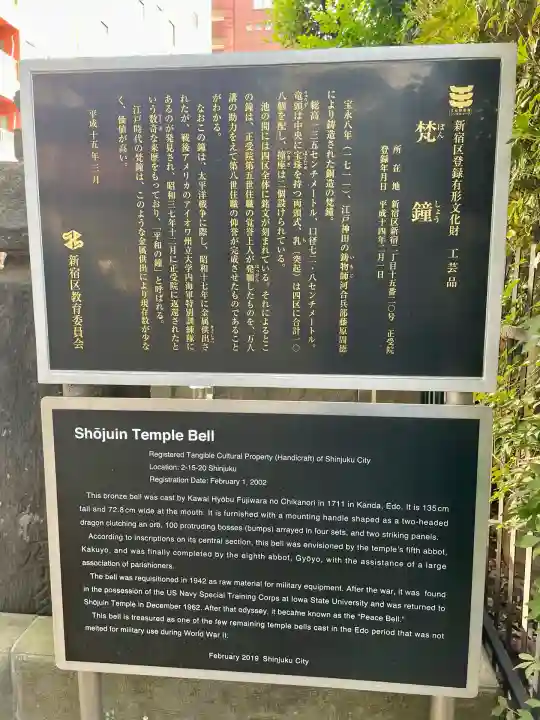 新宿区登録有形文化財 工芸品
梵鐘
ぼん しょう
所在地 新宿区新宿二丁目十五番二〇号 正受院
登録年月日 平成十四年二月一日
宝永八年(一七一一)、江戸神田の鋳物師河合兵部藤原周徳
により鋳造された銅造の梵鐘。
総高一三五センチメートル、口径七二・八センチメートル。
竜頭は中央に宝珠を持つ両頭式、乳(突起)は四区に合計一〇
八個を配し、撞座は二個設けられている。
池の間には四区全体に銘文が刻まれている。それによるとこ
の鐘は、正受院第五世住職の覚誉上人が発願したものを、万人
講の助力をえて第八世住職の仰誉が完成させたものであること
がわかる。
なおこの鐘は、太平洋戦争に際し、昭和十七年に金属供出さ
れたが、戦後アメリカのアイオワ州立大学内海軍特別訓練隊に
あるのが発見され、昭和三七年十二月に正受院に返還されたと
いう数奇な来歴をもっており、「平和の鐘」と呼ばれる。
江戸時代の梵鐘は、このような金属供出により現存数が少な
く、価値が高い。
平成十五年三月
新宿区教育委員会
Shōjuin Temple Bell
Registered Tangible Cultural Property (Handicraft) of Shinjuku City
Location: 2-15-20 Shinjuku
Registration Date: February 1, 2002
This bronze bell was cast by Kawai Hyōbu Fujiwara no Chikanori in 1711 in Kanda, Edo. It is 135 cm
tall and 72.8 cm wide at the mouth. It is furnished with a mounting handle shaped as a two-headed
dragon clutching an orb, 100 protruding bosses (bumps) arrayed in four sets, and two striking panels.
According to inscriptions on its central section, this bell was envisioned by the temple's fifth abbot,
Kakuyo, and was finally completed by the eighth abbot, Gyōyo, with the assistance of a large
association of parishioners.
The bell was requisitioned in 1942 as raw material for military equipment. After the war, it was found
in the possession of the US Navy Special Training Corps at Iowa State University and was returned to
Shōjuin Temple in December 1962. After that odyssey, it became known as the "Peace Bell."
This bell is treasured as one of the few remaining temple bells cast in the Edo period that was not
melted for military use during World War II.
February 2019 Shinjuku City